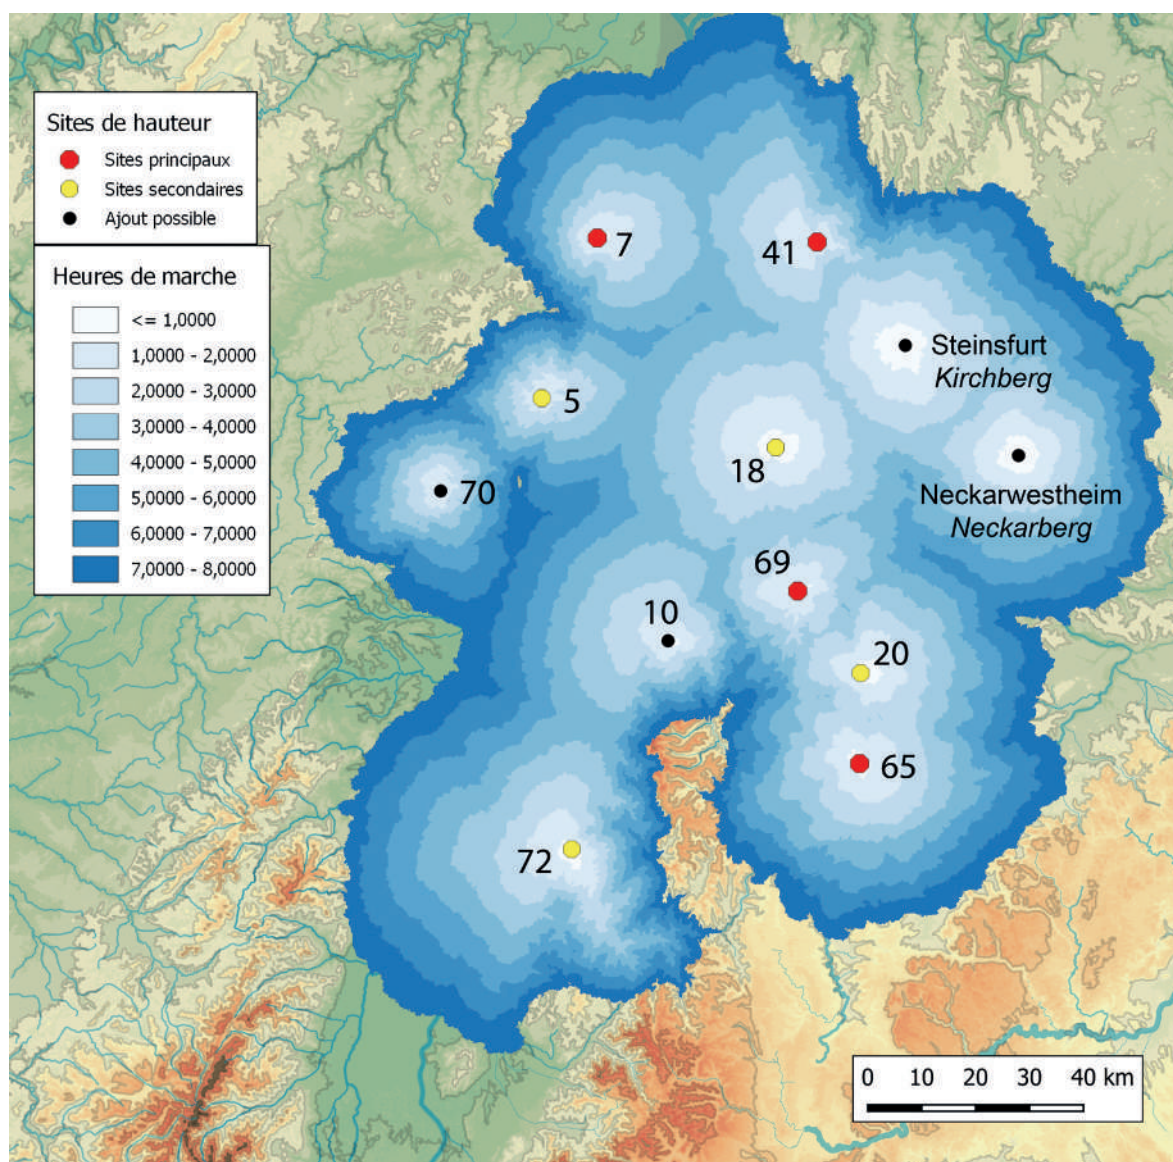 Sites de hauteur
Sites principaux
Sites secondaires
Ajout possible
Heures de marche
<= 1,0000
1,0000 - 2,0000
2,0000 - 3,0000
3,0000 - 4,0000
4,0000 - 5,0000
5,0000 - 6,0000
6,0000 - 7,0000
7,0000 - 8,0000
7
41
Steinsfurt
Kirchberg
5
18
70
Neckarwestheim
Neckarberg
69
10
20
65
72
0 10 20 30 40 km